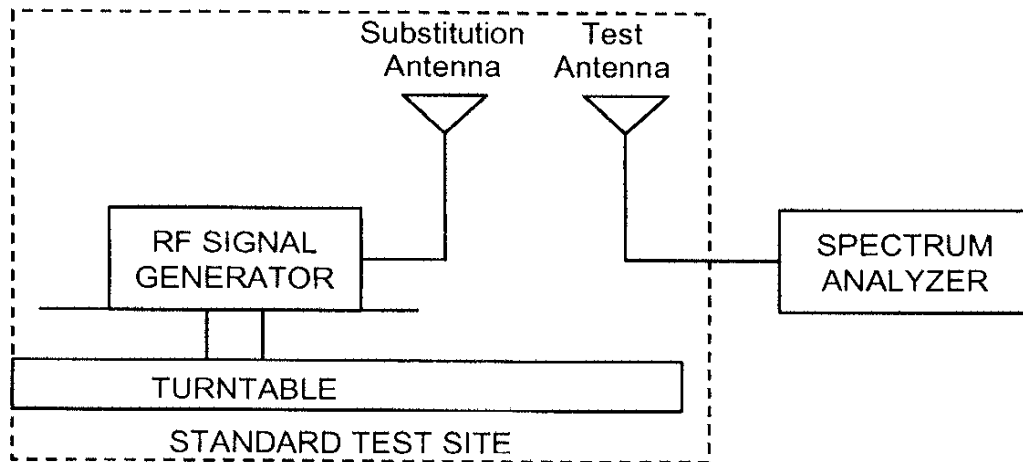 Substitution
Antenna
Test
Antenna
RF SIGNAL
GENERATOR
SPECTRUM
ANALYZER
TURNTABLE
STANDARD TEST SITE